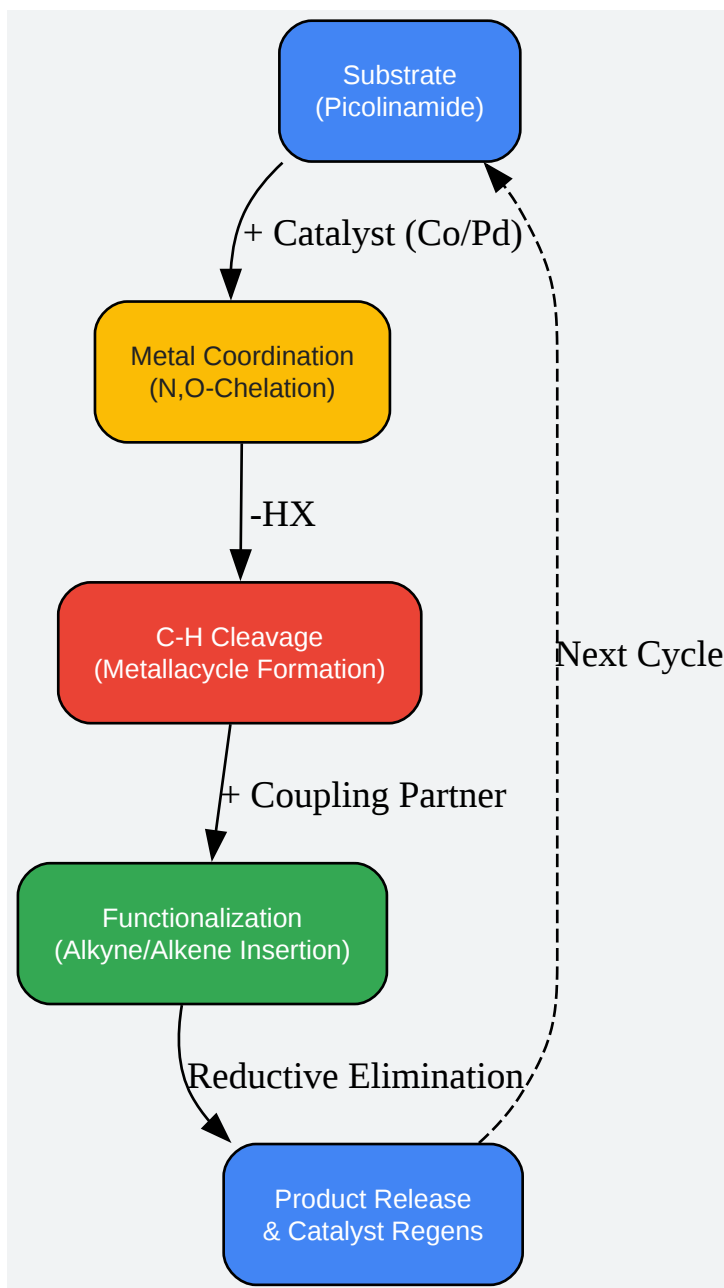 Substrate
(Picolinamide)
+ Catalyst (Co/Pd)
Metal Coordination
(N,O-Chelation)
-HX
C-H Cleavage
(Metallacycle Formation)
Next Cycle
+ Coupling Partner
Functionalization
(Alkyne/Alkene Insertion)
Reductive Elimination
Product Release
& Catalyst Regens